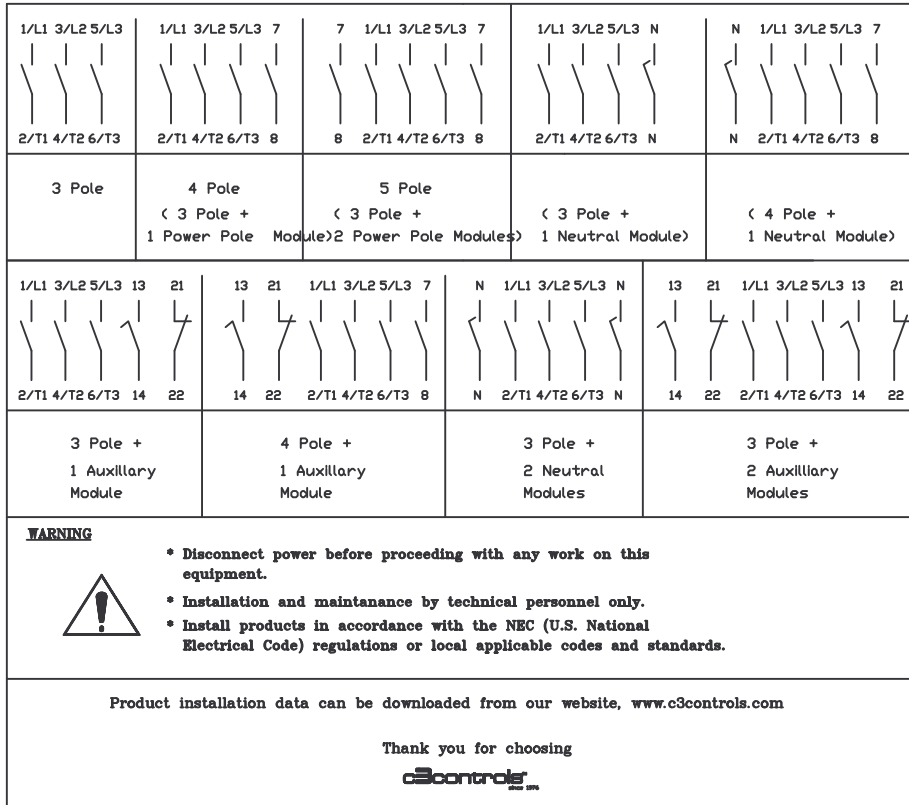 1/L1 3/L2 5/L3
2/T1 4/T2 6/T3
3 Pole
1/L1 3/L2 5/L3 7
2/T1 4/T2 6/T3 8
4 Pole
( 3 Pole +
1 Power Pole Module)
7 1/L1 3/L2 5/L3 7
8 2/T1 4/T2 6/T3 8
5 Pole
( 3 Pole +
2 Power Pole Modules)
1/L1 3/L2 5/L3 N
2/T1 4/T2 6/T3 N
( 3 Pole +
1 Neutral Module)
N 1/L1 3/L2 5/L3 7
N 2/T1 4/T2 6/T3 8
( 4 Pole +
1 Neutral Module)
1/L1 3/L2 5/L3 13 21
2/T1 4/T2 6/T3 14 22
3 Pole +
1 Auxillary
Module
13 21 1/L1 3/L2 5/L3 7
14 22 2/T1 4/T2 6/T3 8
4 Pole +
1 Auxillary
Module
N 1/L1 3/L2 5/L3 N
N 2/T1 4/T2 6/T3 N
3 Pole +
2 Neutral
Modules
13 21 1/L1 3/L2 5/L3 13 21
14 22 2/T1 4/T2 6/T3 14 22
3 Pole +
2 Auxilliary
Modules
WARNING
* Disconnect power before proceeding with any work on this
equipment.
* Installation and maintanance by technical personnel only.
* Install products in accordance with the NEC (U.S. National
Electrical Code) regulations or local applicable codes and standards.
Product installation data can be downloaded from our website, www.c3controls.com
Thank you for choosing
c3controls
since 1976